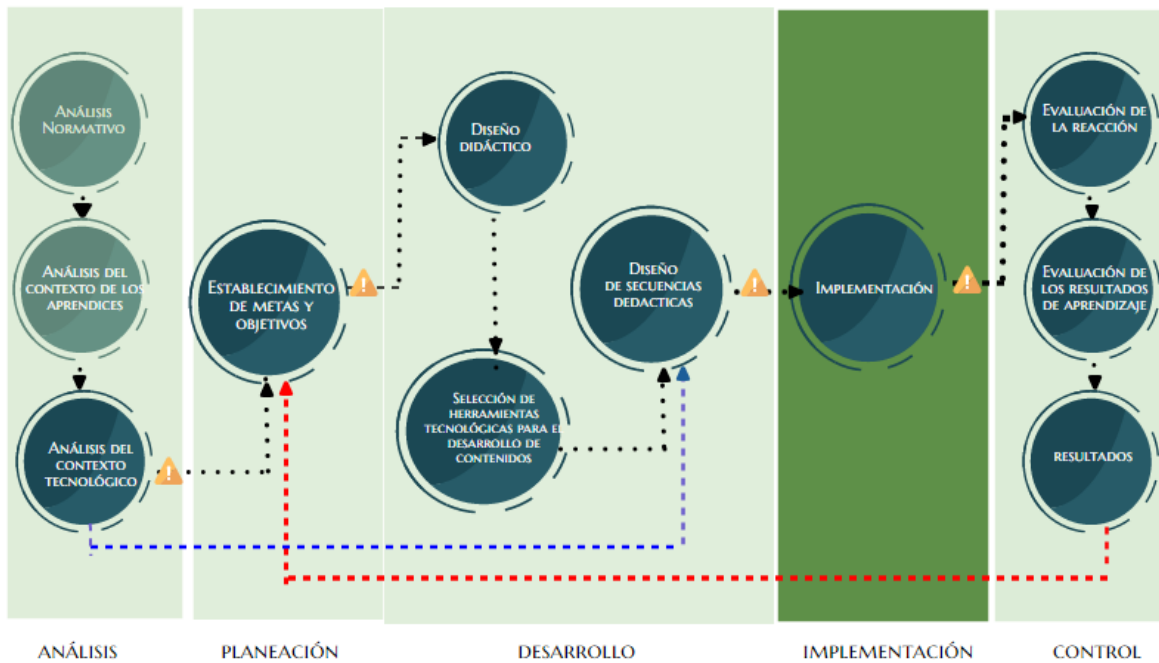 ANÁLISIS
NORMATIVO
ANÁLISIS DEL
CONTEXTO DE LOS
APRENDICES
ANÁLISIS DEL
CONTEXTO
TECNOLÓGICO
ESTABLECIMIENTO
DE METAS Y
OBJETIVOS
DISEÑO
DIDÁCTICO
SELECCIÓN DE
HERRAMIENTAS
TECNOLÓGICAS PARA EL
DESARROLLO DE
CONTENIDOS
DISEÑO
DE SECUENCIAS
DEDACTICAS
IMPLEMENTACIÓN
EVALUACIÓN DE
LA REACCIÓN
EVALUACIÓN DE
LOS RESULTADOS
DE APRENDIZAJE
RESULTADOS
ANÁLISIS
PLANEACIÓN
DESARROLLO
IMPLEMENTACIÓN
CONTROL